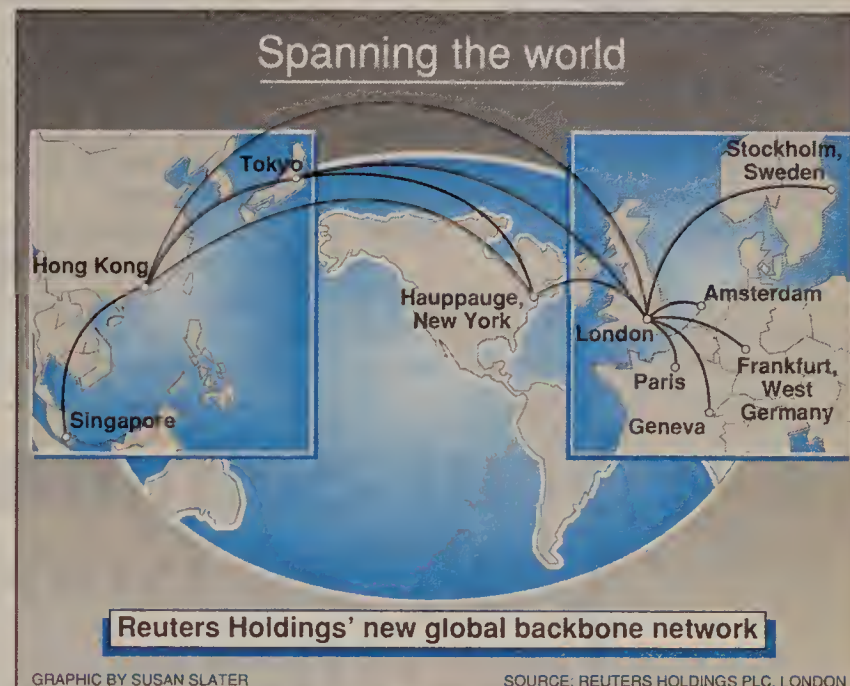 Spanning the world
Stockholm,
Sweden
Tokyo
Hong Kong
Hauppauge,
New York
Amsterdam
London
Paris
Frankfurt,
West
Germany
Geneva
Singapore
Reuters Holdings' new global backbone network
GRAPHIC BY SUSAN SLATER
SOURCE: REUTERS HOLDINGS PLC, LONDON